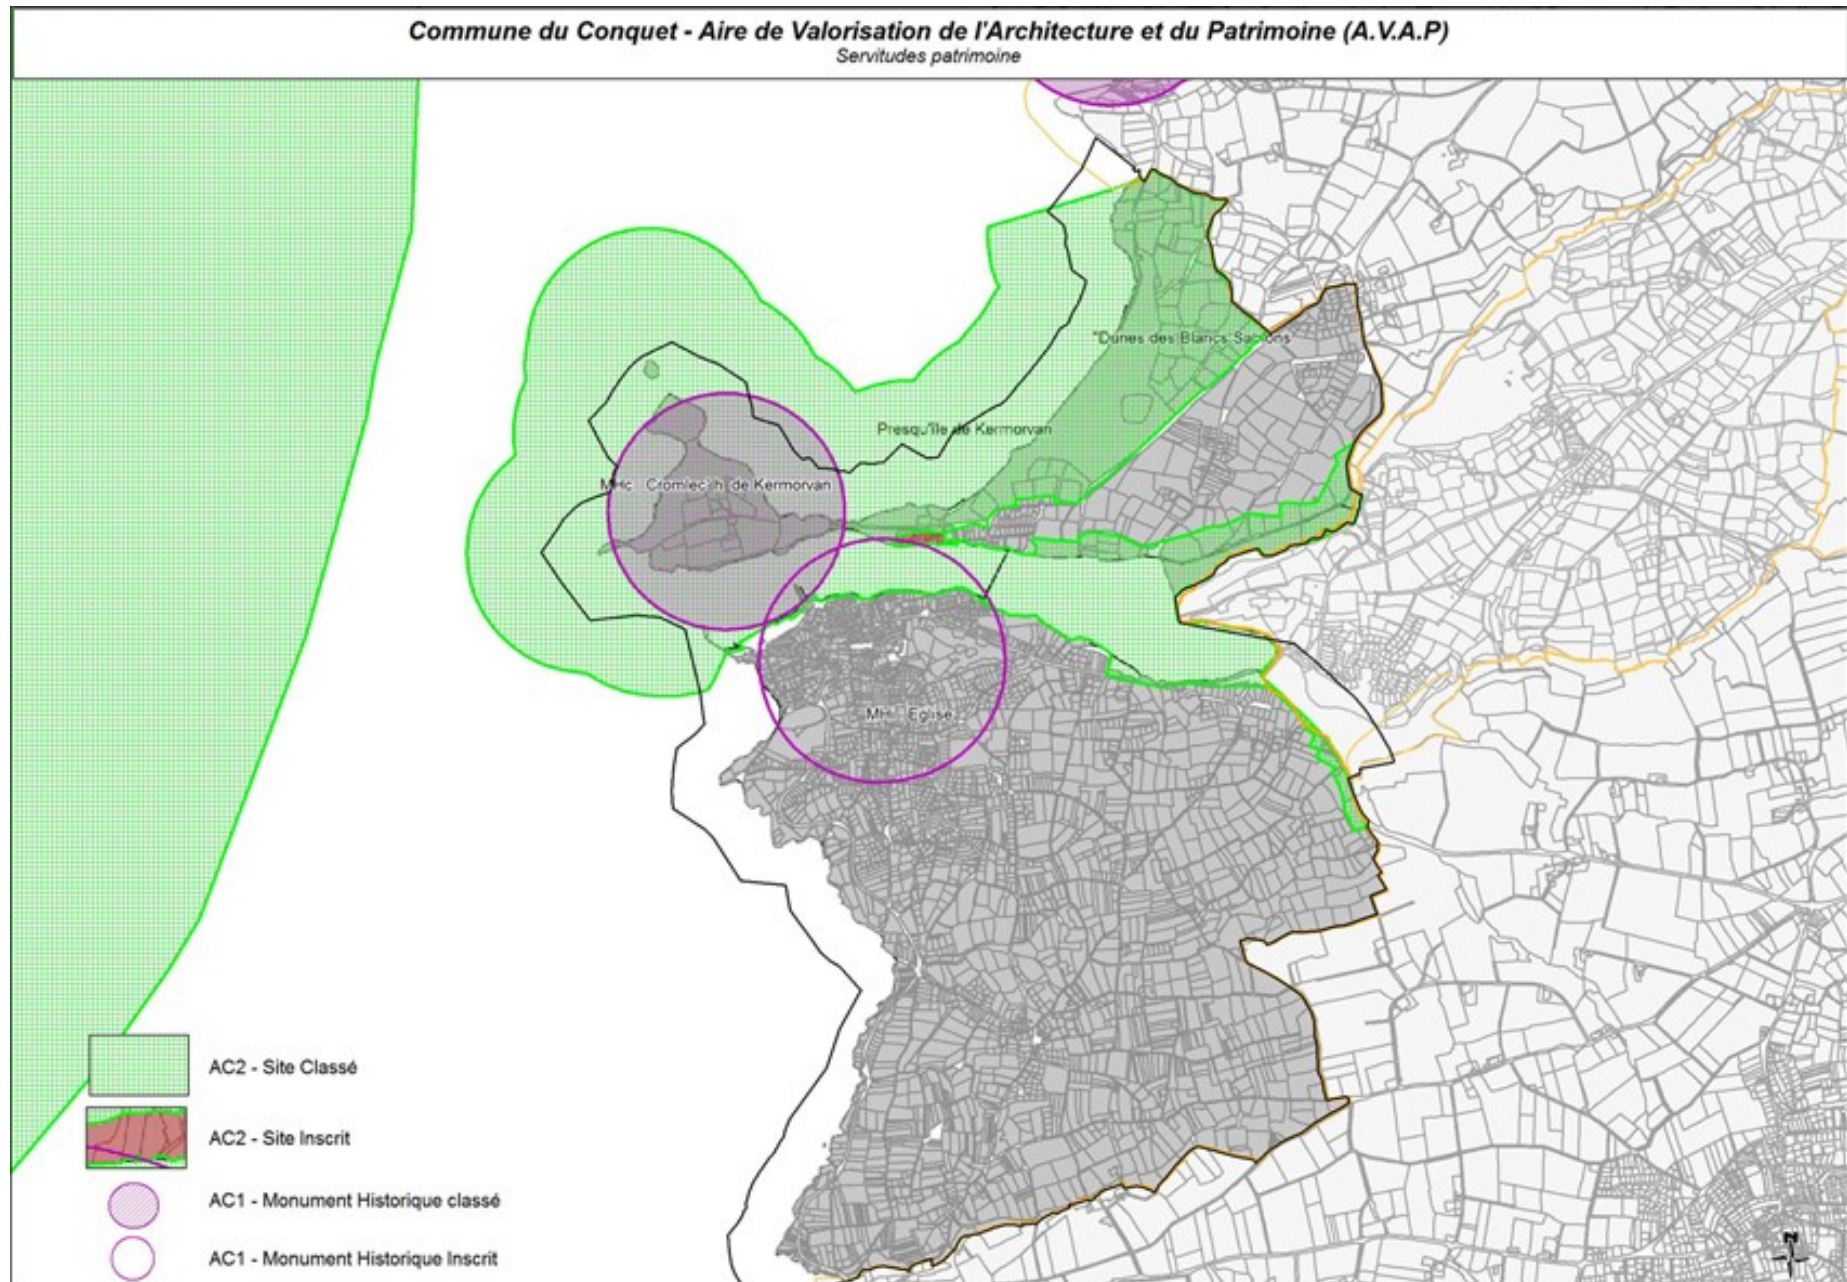 Commune du Conquet - Aire de Valorisation de l'Architecture et du Patrimoine (A.V.A.P)
Servitudes patrimoine
"Dunes des Blancs Sablons"
Presqu'île de Kermorvan
MHc : Cromlec'h de Kermorvan
MHi : Eglise
AC2 - Site Classé
AC2 - Site Inscrit
AC1 - Monument Historique classé
AC1 - Monument Historique Inscrit
N